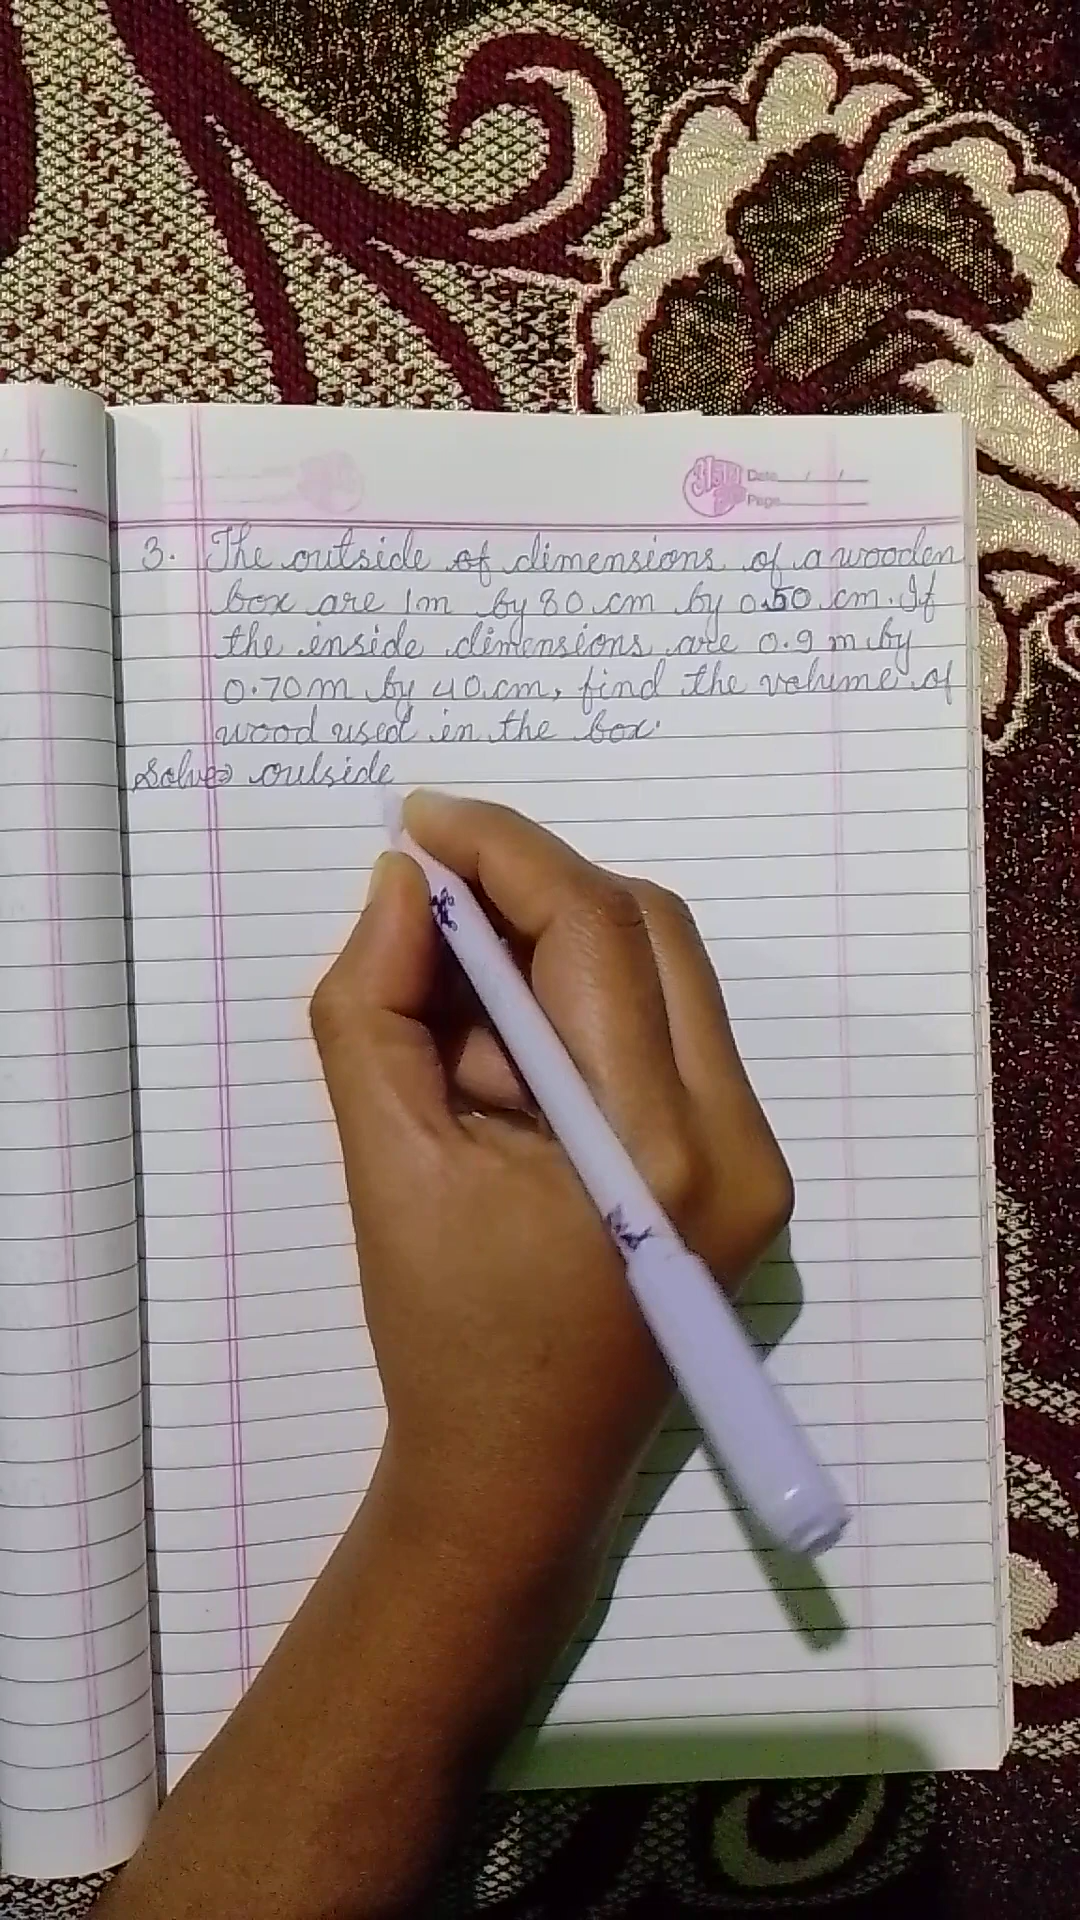 Date / /
Page
3. The outside of dimensions of a wooden
box are 1m by 80 cm by 0.50 cm. If
the inside dimensions are 0.9 m by
0.70m by 40 cm, find the volume of
wood used in the box.
Solve⇒ outside